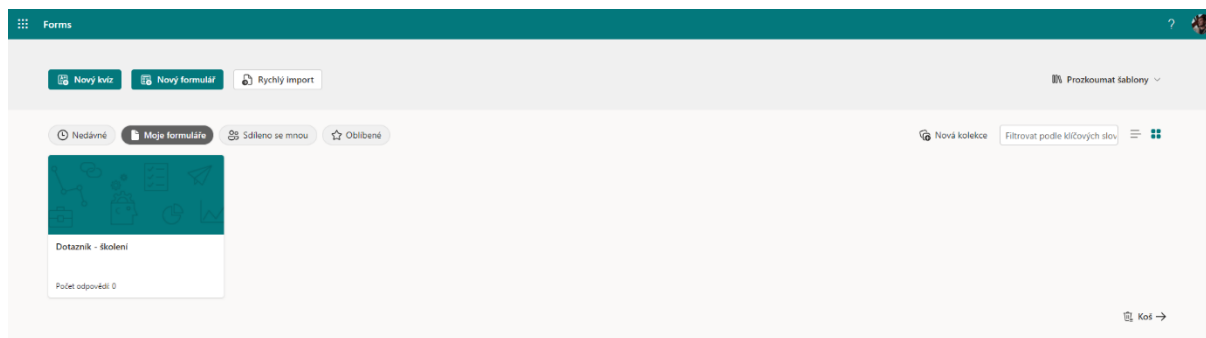 Forms
?
Nový kvíz
Nový formulář
Rychlý import
Prozkoumat šablony
Nedávné
Moje formuláře
Sdíleno se mnou
Oblíbené
Nová kolekce
Filtrovat podle klíčových slov
Dotazník - školení
Počet odpovědí: 0
Koš